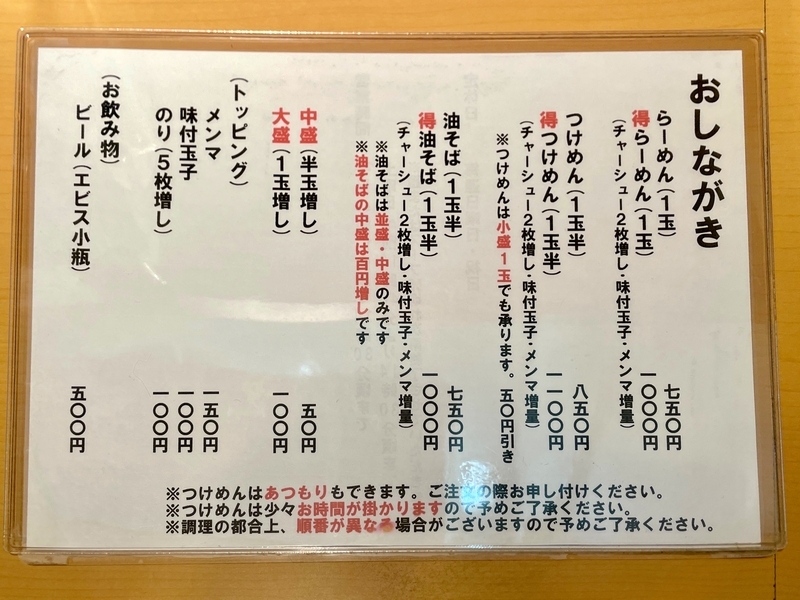 おしながき
らーめん（１玉） 七五〇円
得らーめん（１玉） 一〇〇〇円
（チャーシュー２枚増し・味付玉子・メンマ増量）
つけめん（１玉半） 八五〇円
得つけめん（１玉半） 一一〇〇円
（チャーシュー２枚増し・味付玉子・メンマ増量）
※つけめんは小盛１玉でも承ります。 五〇円引き
油そば（１玉半） 七五〇円
得油そば（１玉半） 一〇〇〇円
（チャーシュー２枚増し・味付玉子・メンマ増量）
※油そばは並盛・中盛のみです
※油そばの中盛は百円増しです
中盛（半玉増し） 五〇円
大盛（１玉増し） 一〇〇円
（トッピング）
メンマ 一五〇円
味付玉子 一〇〇円
のり（５枚増し） 一〇〇円
（お飲み物）
ビール（エビス小瓶） 五〇〇円
※つけめんはあつもりもできます。ご注文の際お申し付けください。
※つけめんは少々お時間が掛かりますので予めご了承ください。
※調理の都合上、順番が異なる場合がございますので予めご了承ください。